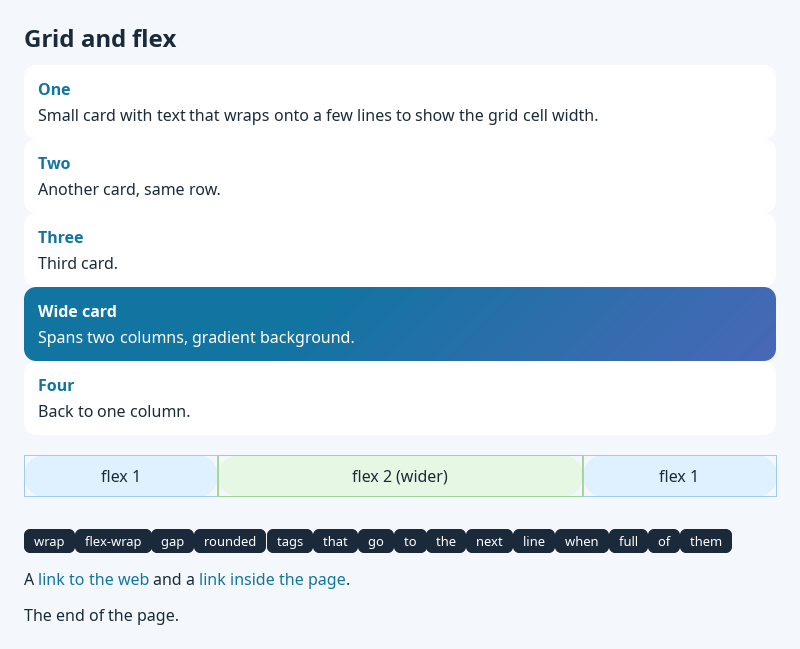 Grid and flex
One
Small card with text that wraps onto a few lines to show the grid cell width.
Two
Another card, same row.
Three
Third card.
Wide card
Spans two columns, gradient background.
Four
Back to one column.
flex 1 flex 2 (wider) flex 1
wrap flex-wrap gap rounded tags that go to the next line when full of them
A link to the web and a link inside the page.
The end of the page.